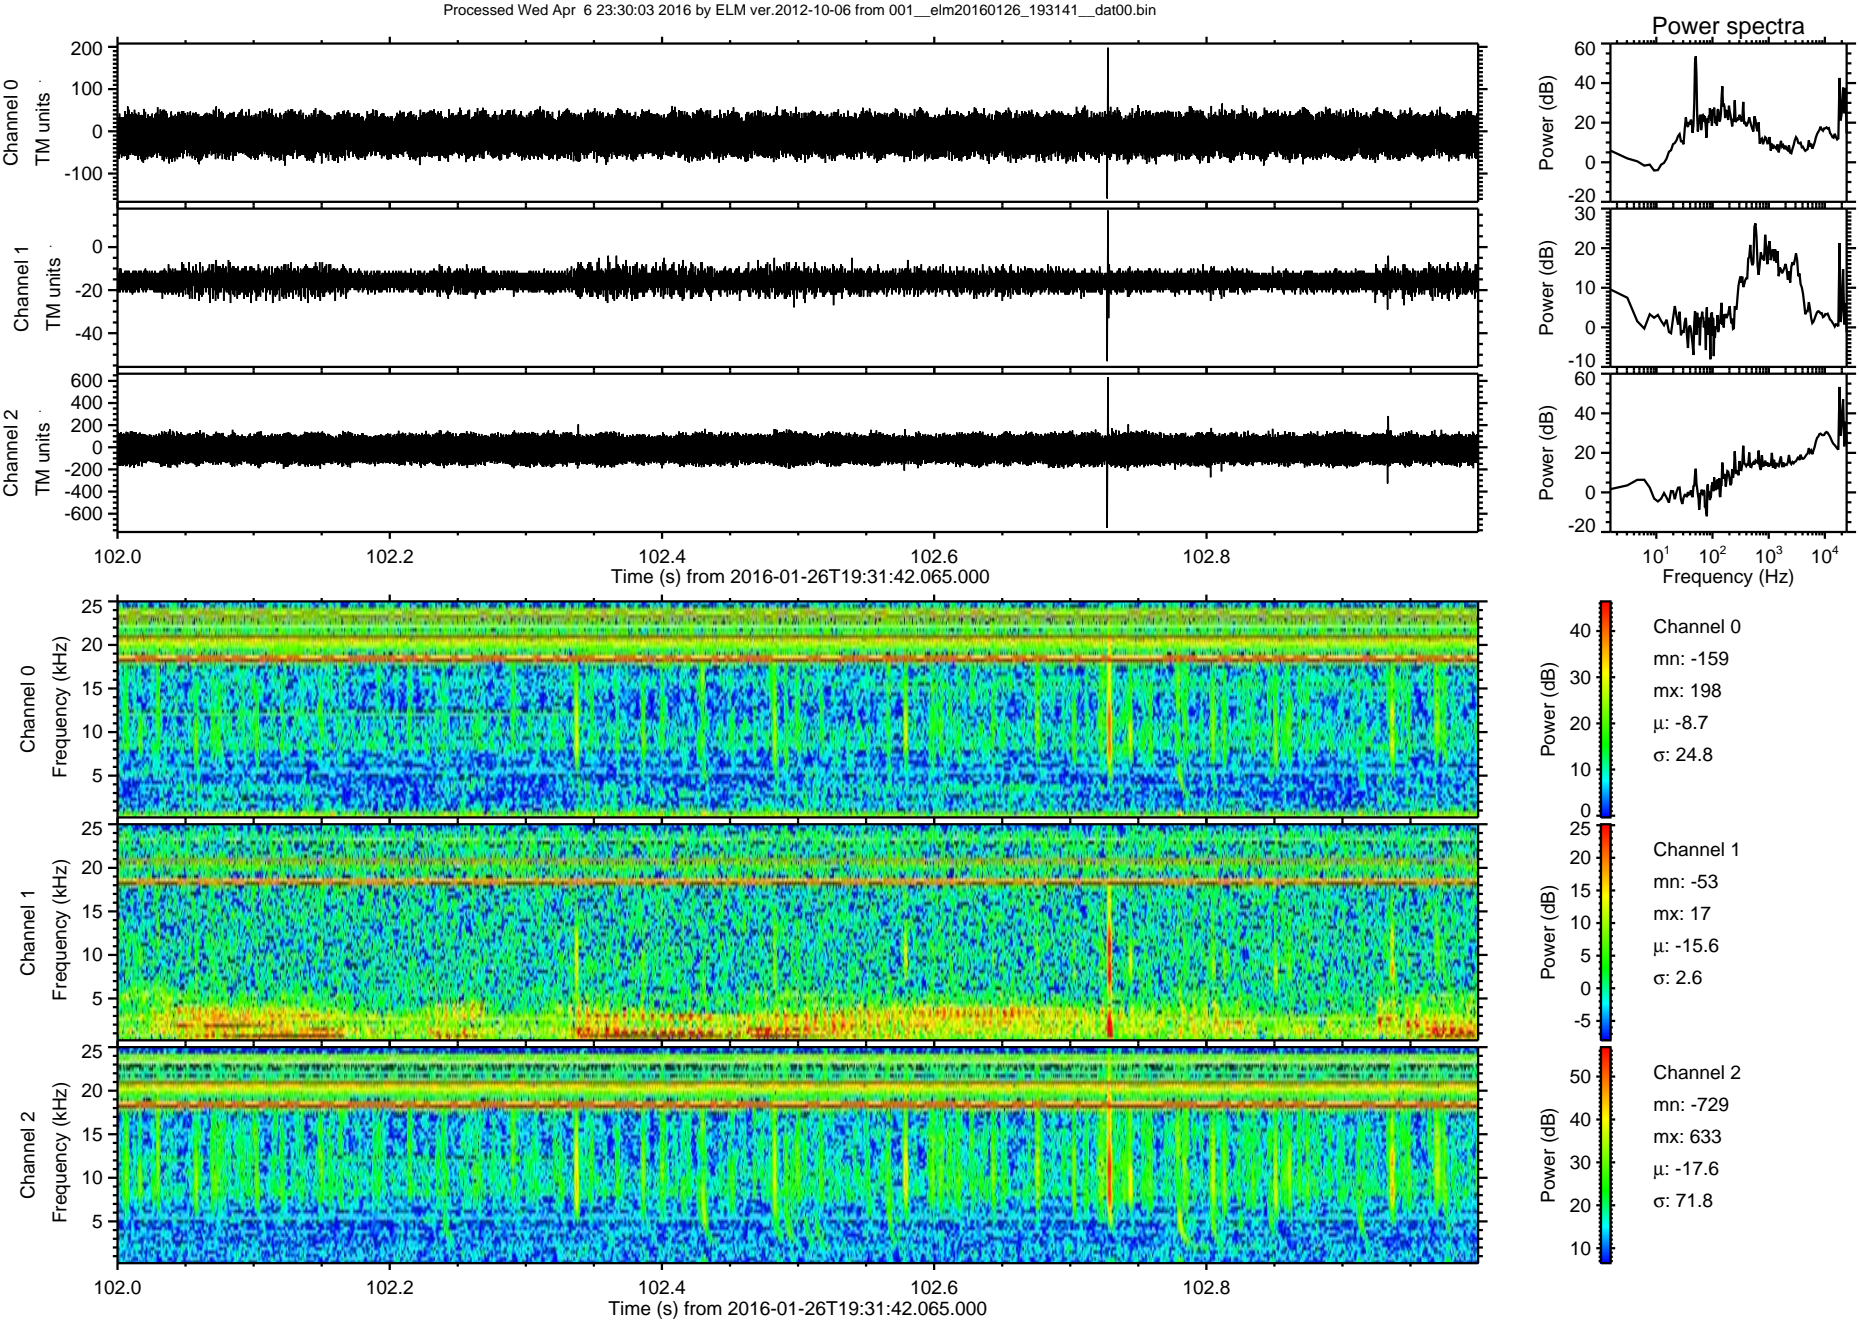 Processed Wed Apr  6 23:30:03 2016 by ELM ver.2012-10-06 from 001__elm20160126_193141__dat00.bin
Power spectra
Channel 0
TM units
200
100
0
-100
Power (dB)
60
40
20
0
-20
Channel 1
TM units
0
-20
-40
Power (dB)
30
20
10
0
-10
Channel 2
TM units
600
400
200
0
-200
-400
-600
Power (dB)
60
40
20
0
-20
102.0 102.2 102.4 102.6 102.8
Time (s) from 2016-01-26T19:31:42.065.000
10^1 10^2 10^3 10^4
Frequency (Hz)
Channel 0
Frequency (kHz)
25
20
15
10
5
Power (dB)
40
30
20
10
0
Channel 0
mn: -159
mx: 198
μ: -8.7
σ: 24.8
Channel 1
Frequency (kHz)
25
20
15
10
5
Power (dB)
25
20
15
10
5
0
-5
Channel 1
mn: -53
mx: 17
μ: -15.6
σ: 2.6
Channel 2
Frequency (kHz)
25
20
15
10
5
Power (dB)
50
40
30
20
10
Channel 2
mn: -729
mx: 633
μ: -17.6
σ: 71.8
102.0 102.2 102.4 102.6 102.8
Time (s) from 2016-01-26T19:31:42.065.000